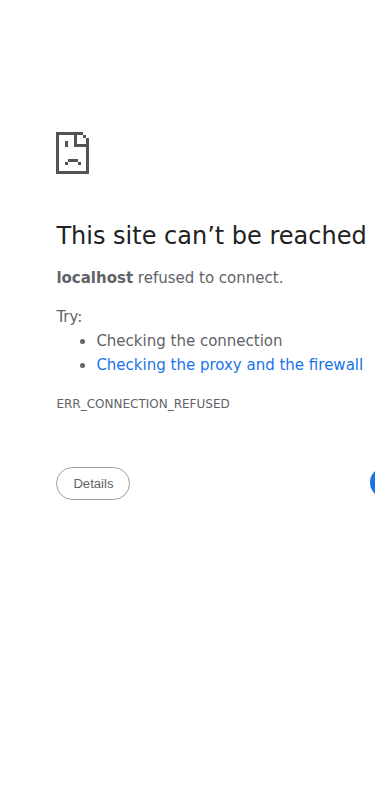 This site can’t be reached
localhost refused to connect.
Try:
Checking the connection
Checking the proxy and the firewall
ERR_CONNECTION_REFUSED
Details